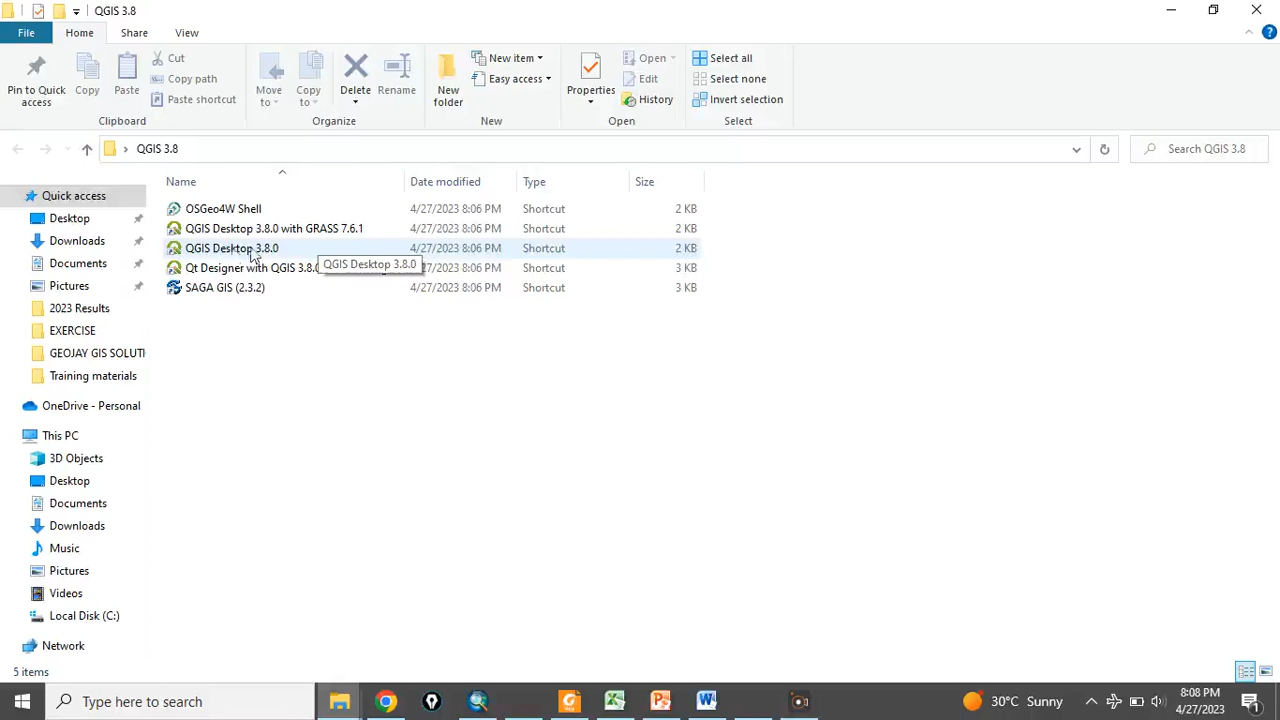 QGIS 3.8
File Home Share View
Pin to Quick access
Copy
Paste
Cut
Copy path
Paste shortcut
Clipboard
Move to
Copy to
Delete
Rename
Organize
New folder
New item
Easy access
New
Properties
Open
Edit
History
Open
Select all
Select none
Invert selection
Select
QGIS 3.8
Search QGIS 3.8
Name Date modified Type Size
OSGeo4W Shell 4/27/2023 8:06 PM Shortcut 2 KB
QGIS Desktop 3.8.0 with GRASS 7.6.1 4/27/2023 8:06 PM Shortcut 2 KB
QGIS Desktop 3.8.0 4/27/2023 8:06 PM Shortcut 2 KB
QGIS Desktop 3.8.0
Qt Designer with QGIS 3.8.0 4/27/2023 8:06 PM Shortcut 3 KB
SAGA GIS (2.3.2) 4/27/2023 8:06 PM Shortcut 3 KB
Quick access
Desktop
Downloads
Documents
Pictures
2023 Results
EXERCISE
GEOJAY GIS SOLUTI
Training materials
OneDrive - Personal
This PC
3D Objects
Desktop
Documents
Downloads
Music
Pictures
Videos
Local Disk (C:)
Network
5 items
Type here to search
30°C Sunny
8:08 PM
4/27/2023
1